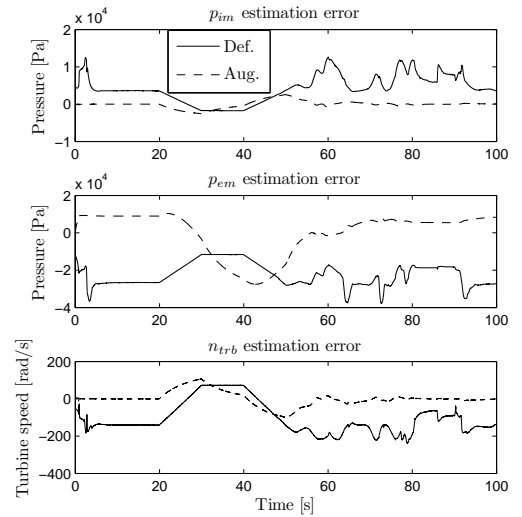 p_im estimation error
x 10^4
2
1
0
−1
Pressure [Pa]
Def.
Aug.
0 20 40 60 80 100
p_em estimation error
x 10^4
2
0
−2
−4
Pressure [Pa]
0 20 40 60 80 100
n_trb estimation error
200
0
−200
−400
Turbine speed [rad/s]
0 20 40 60 80 100
Time [s]